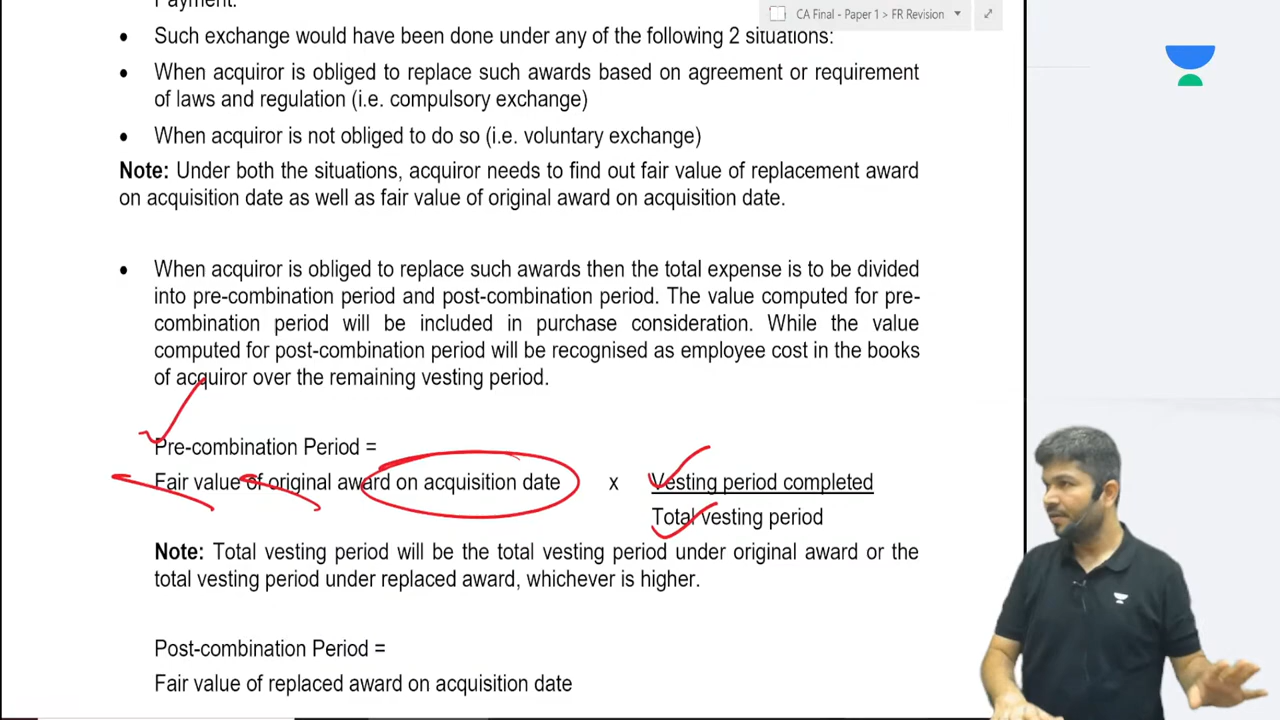 Payment.
CA Final - Paper 1 > FR Revision
• Such exchange would have been done under any of the following 2 situations:
• When acquiror is obliged to replace such awards based on agreement or requirement
of laws and regulation (i.e. compulsory exchange)
• When acquiror is not obliged to do so (i.e. voluntary exchange)
Note: Under both the situations, acquiror needs to find out fair value of replacement award
on acquisition date as well as fair value of original award on acquisition date.
• When acquiror is obliged to replace such awards then the total expense is to be divided
into pre-combination period and post-combination period. The value computed for pre-
combination period will be included in purchase consideration. While the value
computed for post-combination period will be recognised as employee cost in the books
of acquiror over the remaining vesting period.
Pre-combination Period =
Fair value of original award on acquisition date x Vesting period completed
Total vesting period
Note: Total vesting period will be the total vesting period under original award or the
total vesting period under replaced award, whichever is higher.
Post-combination Period =
Fair value of replaced award on acquisition date